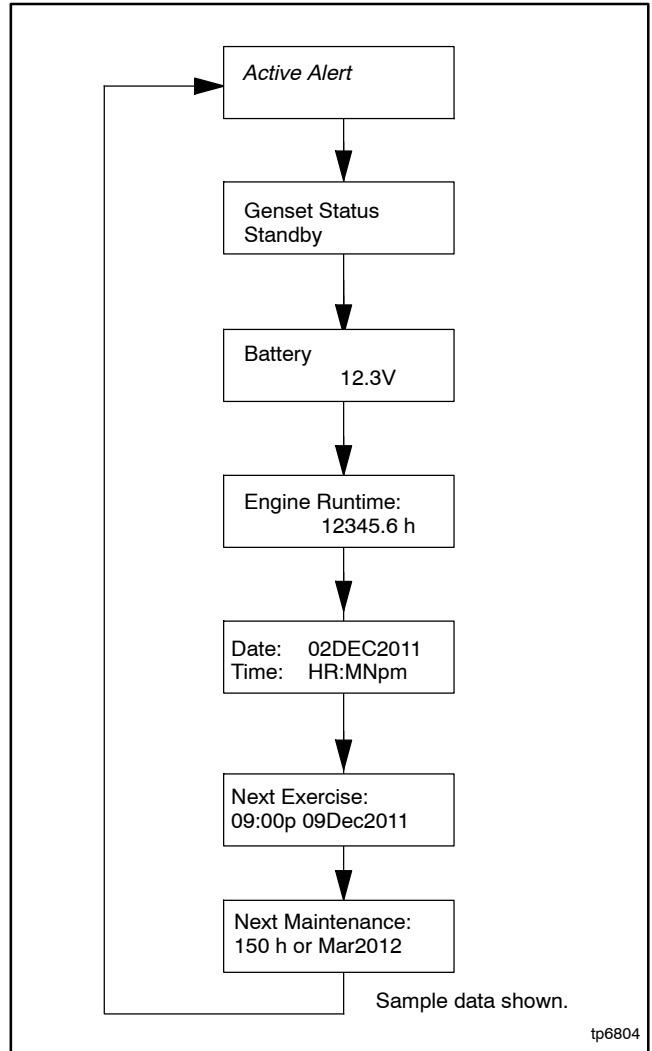 Active Alert
Genset Status
Standby
Battery
12.3V
Engine Runtime:
12345.6 h
Date: 02DEC2011
Time: HR:MNpm
Next Exercise:
09:00p 09Dec2011
Next Maintenance:
150 h or Mar2012
Sample data shown.
tp6804